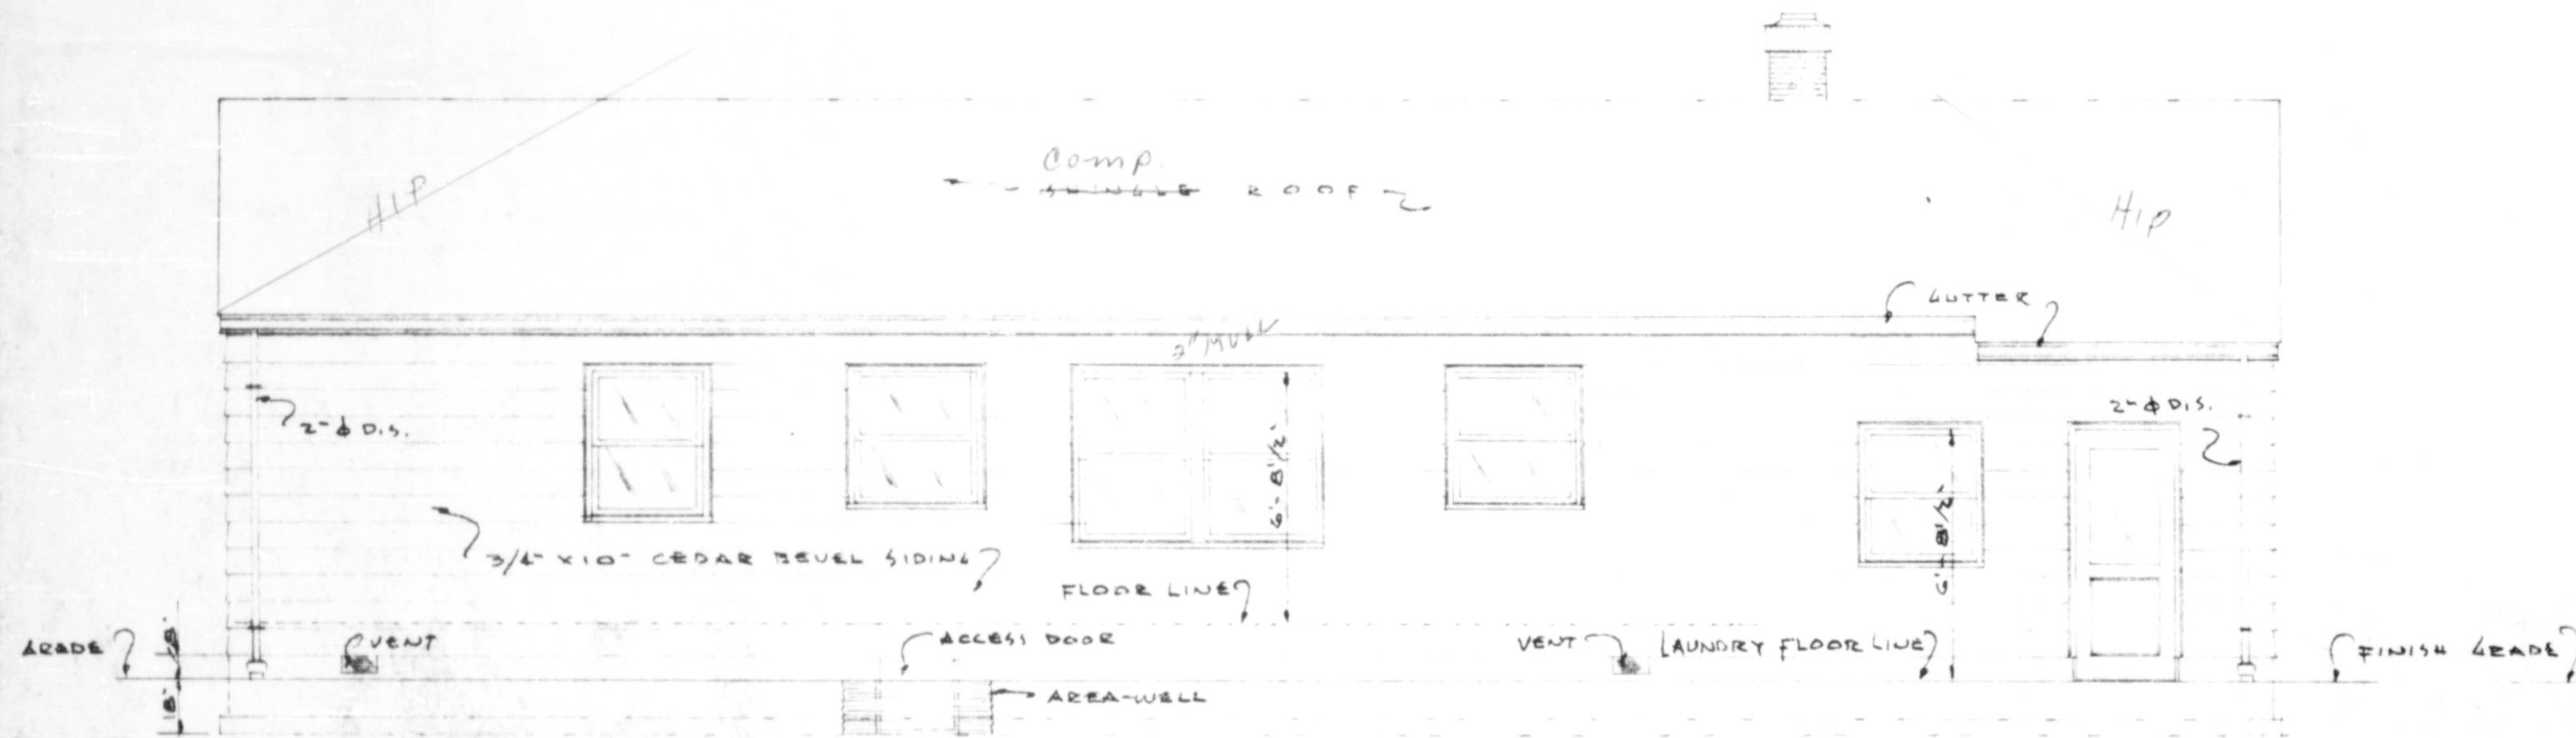 Comp.
SHINGLE ROOF
HIP
HIP
GUTTER
2" MULL
2" ϕ D.S.
2" ϕ D.S.
6'-8 1/2"
6'-8 1/2"
3/4" X 10" CEDAR BEVEL SIDING
FLOOR LINE
GRADE
VENT
ACCESS DOOR
VENT
LAUNDRY FLOOR LINE
FINISH GRADE
8"
18"
AREA-WELL